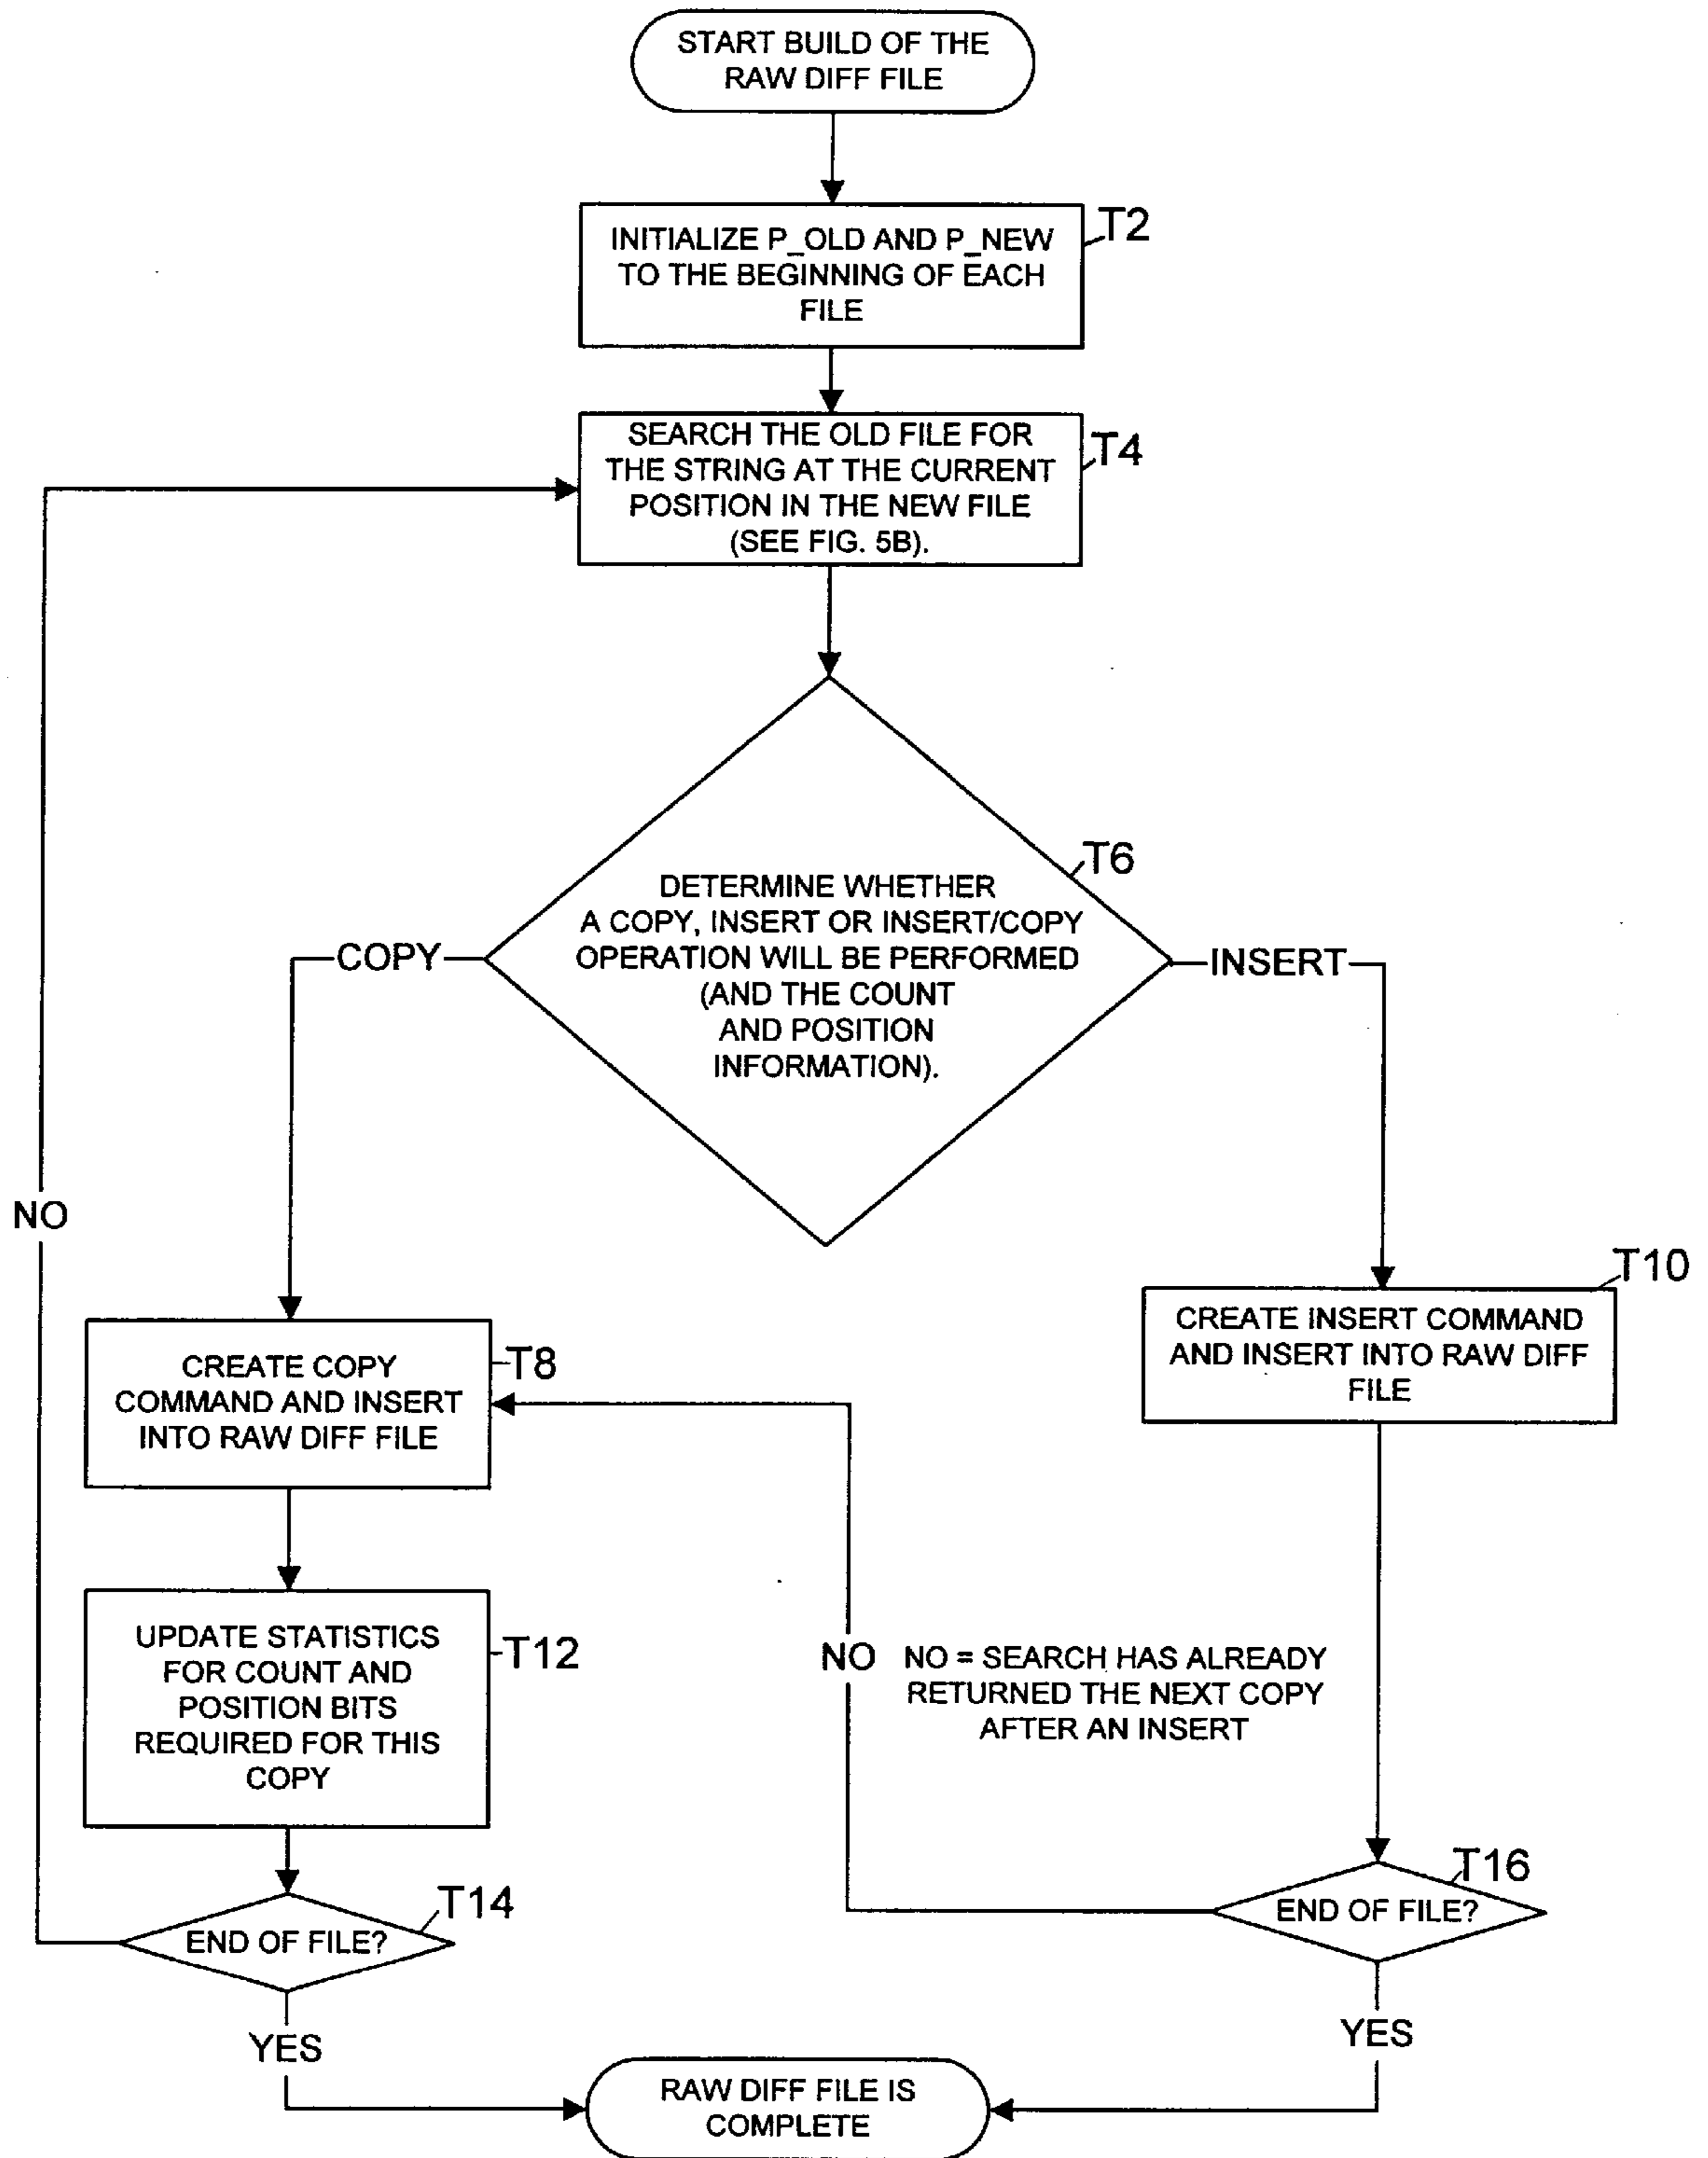 START BUILD OF THE
RAW DIFF FILE
INITIALIZE P_OLD AND P_NEW
TO THE BEGINNING OF EACH
FILE
T2
SEARCH THE OLD FILE FOR
THE STRING AT THE CURRENT
POSITION IN THE NEW FILE
(SEE FIG. 5B).
T4
DETERMINE WHETHER
A COPY, INSERT OR INSERT/COPY
OPERATION WILL BE PERFORMED
(AND THE COUNT
AND POSITION
INFORMATION).
T6
COPY
INSERT
NO
CREATE COPY
COMMAND AND INSERT
INTO RAW DIFF FILE
T8
CREATE INSERT COMMAND
AND INSERT INTO RAW DIFF
FILE
T10
UPDATE STATISTICS
FOR COUNT AND
POSITION BITS
REQUIRED FOR THIS
COPY
T12
NO
NO = SEARCH HAS ALREADY
RETURNED THE NEXT COPY
AFTER AN INSERT
END OF FILE?
T14
END OF FILE?
T16
YES
YES
RAW DIFF FILE IS
COMPLETE